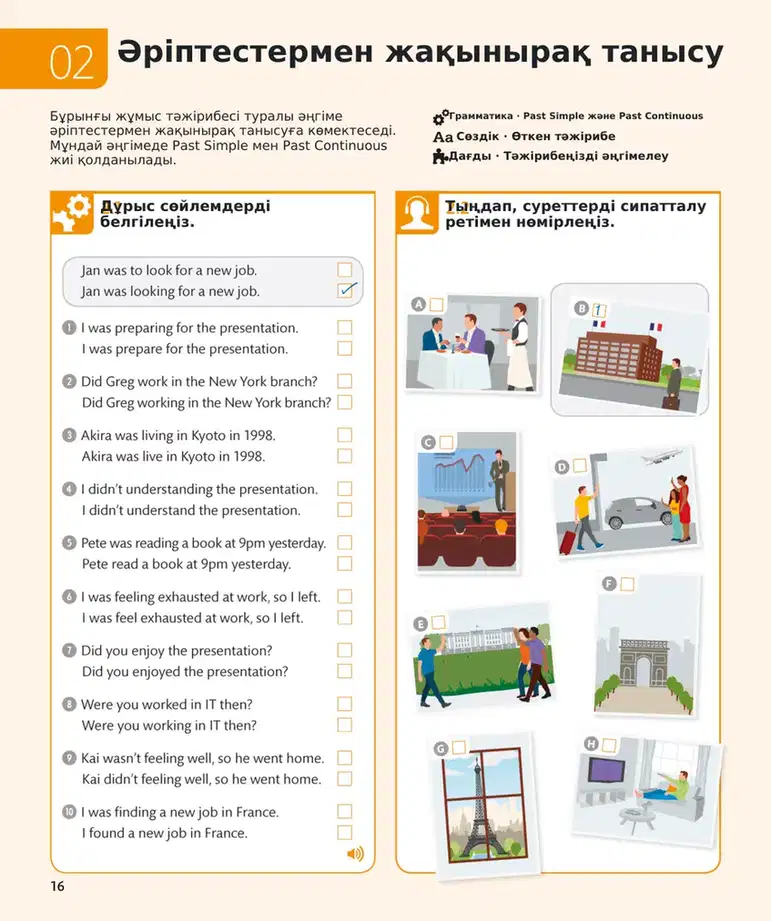 02
Әріптестермен жақынырақ танысу
Бұрынғы жұмыс тәжірибесі туралы әңгіме
әріптестермен жақынырақ танысуға көмектеседі.
Мұндай әңгімеде Past Simple мен Past Continuous
жиі қолданылады.
Грамматика · Past Simple және Past Continuous
Aa Сөздік · Өткен тәжірибе
Дағды · Тәжірибеңізді әңгімелеу
Дұрыс сөйлемдерді
белгілеңіз.
Jan was to look for a new job.
Jan was looking for a new job.
1 I was preparing for the presentation.
I was prepare for the presentation.
2 Did Greg work in the New York branch?
Did Greg working in the New York branch?
3 Akira was living in Kyoto in 1998.
Akira was live in Kyoto in 1998.
4 I didn't understanding the presentation.
I didn't understand the presentation.
5 Pete was reading a book at 9pm yesterday.
Pete read a book at 9pm yesterday.
6 I was feeling exhausted at work, so I left.
I was feel exhausted at work, so I left.
7 Did you enjoy the presentation?
Did you enjoyed the presentation?
8 Were you worked in IT then?
Were you working in IT then?
9 Kai wasn't feeling well, so he went home.
Kai didn't feeling well, so he went home.
10 I was finding a new job in France.
I found a new job in France.
Тыңдап, суреттерді сипатталу
ретімен нөмірлеңіз.
A
B 1
C
D
E
F
G
H
16